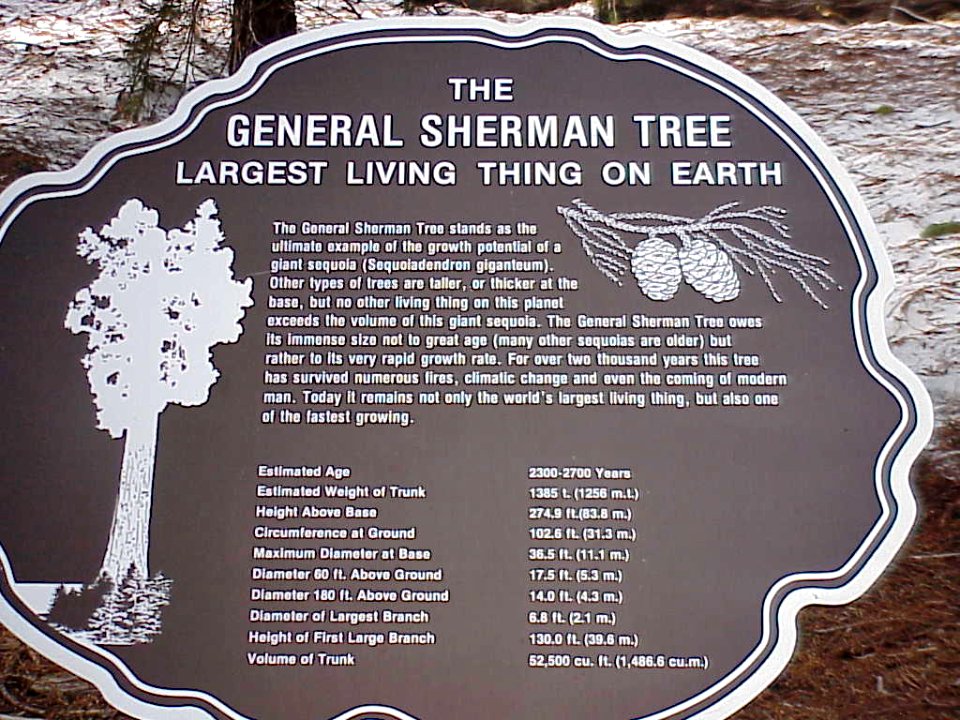 THE
GENERAL SHERMAN TREE
LARGEST LIVING THING ON EARTH
The General Sherman Tree stands as the
ultimate example of the growth potential of a
giant sequoia (Sequoiadendron giganteum).
Other types of trees are taller, or thicker at the
base, but no other living thing on this planet
exceeds the volume of this giant sequoia. The General Sherman Tree owes
its immense size not to great age (many other sequoias are older) but
rather to its very rapid growth rate. For over two thousand years this tree
has survived numerous fires, climatic change and even the coming of modern
man. Today it remains not only the world's largest living thing, but also one
of the fastest growing.
Estimated Age 2300-2700 Years
Estimated Weight of Trunk 1385 t. (1256 m.t.)
Height Above Base 274.9 ft.(83.8 m.)
Circumference at Ground 102.6 ft. (31.3 m.)
Maximum Diameter at Base 36.5 ft. (11.1 m.)
Diameter 60 ft. Above Ground 17.5 ft. (5.3 m.)
Diameter 180 ft. Above Ground 14.0 ft. (4.3 m.)
Diameter of Largest Branch 6.8 ft. (2.1 m.)
Height of First Large Branch 130.0 ft. (39.6 m.)
Volume of Trunk 52,500 cu. ft. (1,486.6 cu.m.)